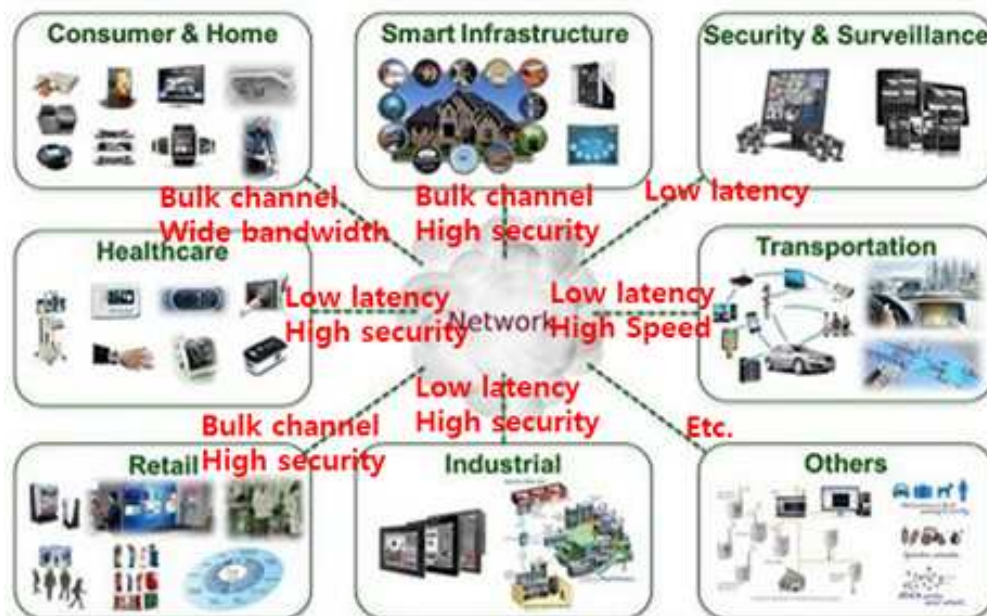 Consumer & Home
Smart Infrastructure
Security & Surveillance
Bulk channel
Wide bandwidth
Bulk channel
High security
Low latency
Healthcare
Transportation
Low latency
High security
Network
Low latency
High Speed
Low latency
High security
Bulk channel
High security
Etc.
Retail
Industrial
Others